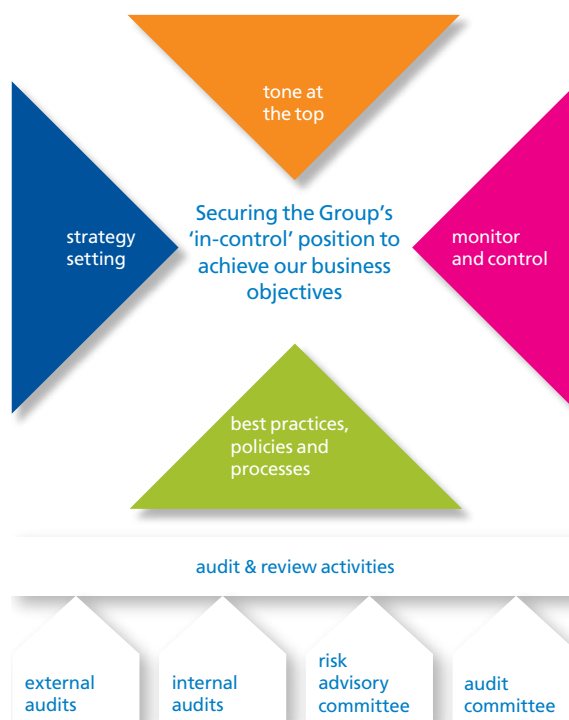 tone at
the top
strategy
setting
Securing the Group’s
‘in-control’ position to
achieve our business
objectives
monitor
and control
best practices,
policies and
processes
audit & review activities
external
audits
internal
audits
risk
advisory
committee
audit
committee